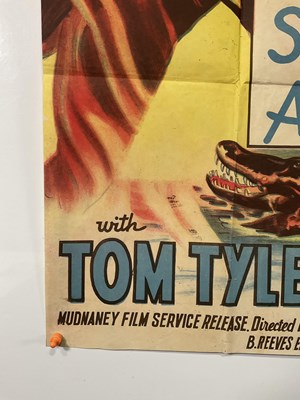 S
A
with
TOM TYLE
MUDNANEY FILM SERVICE RELEASE. Directed
B. REEVES E